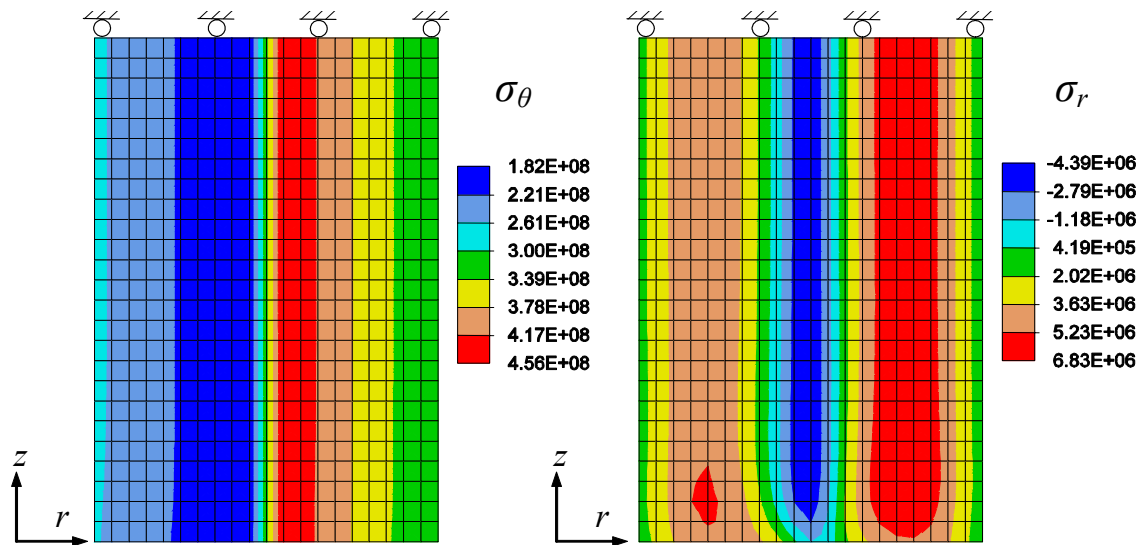 σθ
1.82E+08
2.21E+08
2.61E+08
3.00E+08
3.39E+08
3.78E+08
4.17E+08
4.56E+08
z
r
σr
-4.39E+06
-2.79E+06
-1.18E+06
4.19E+05
2.02E+06
3.63E+06
5.23E+06
6.83E+06
z
r